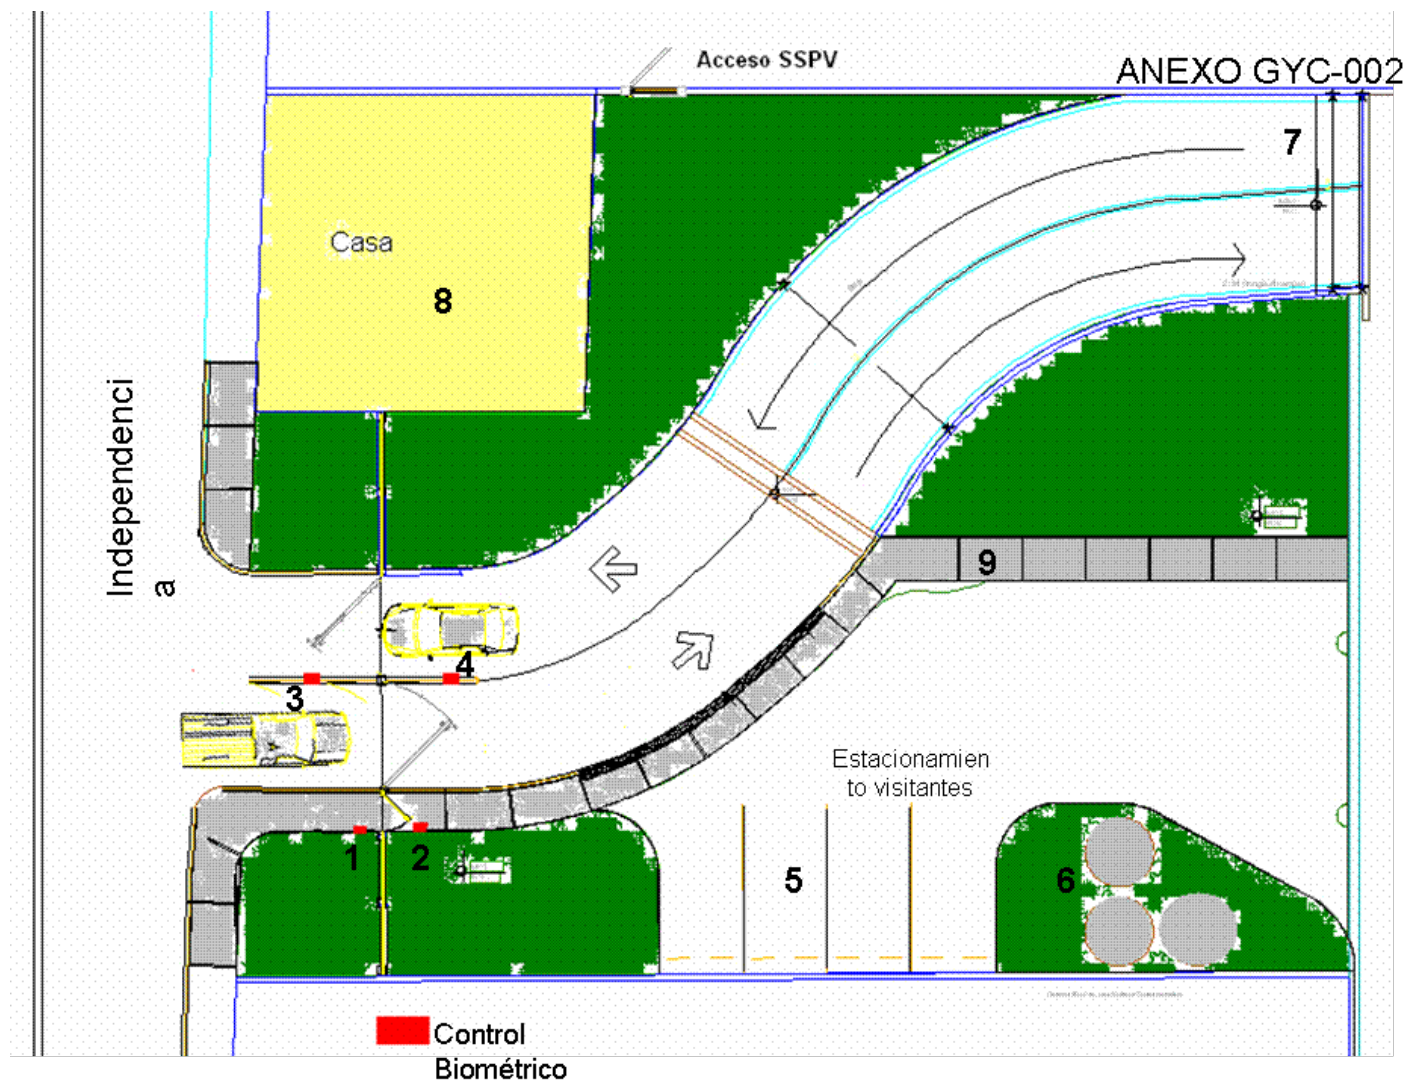 Acceso SSPV
ANEXO GYC-002
7
Casa
8
Independenci
a
9
4
3
Estacionamien
to visitantes
1
2
5
6
Control
Biométrico